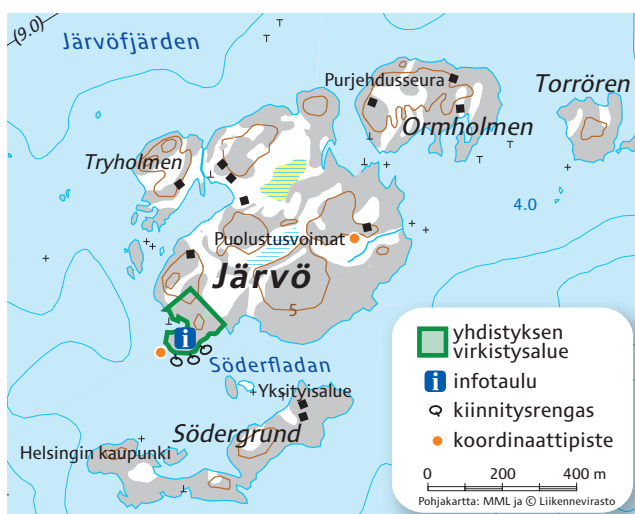 (9.0)
Järvöfjärden
Purjehdusseura
Torrören
Ormholmen
Tryholmen
4.0
Puolustusvoimat
Järvö
5
i
Söderfladan
Yksityisalue
Södergrund
Helsingin kaupunki
yhdistyksen
virkistysalue
i infotaulu
kiinnitysrengas
koordinaattipiste
0 200 400 m
Pohjakartta: MML ja © Liikennevirasto